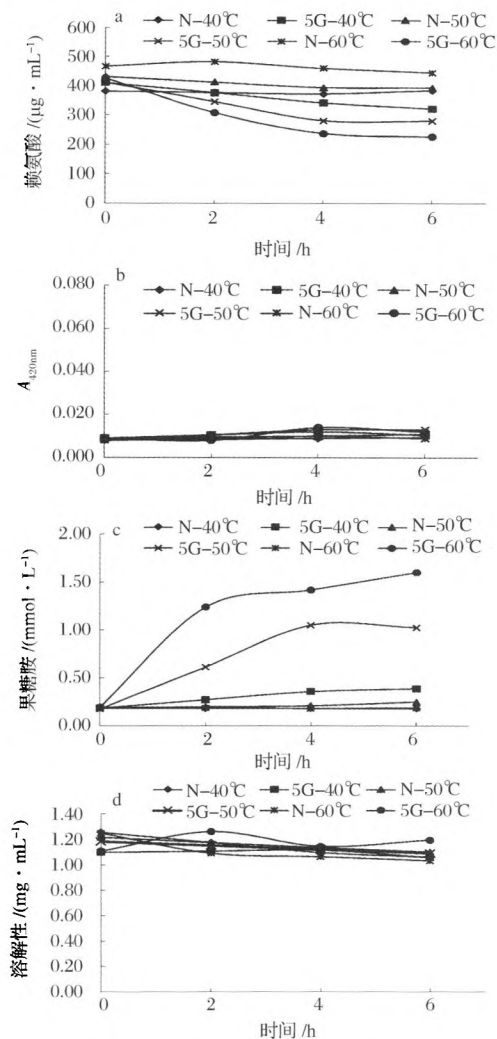 a
N-40℃ 5G-40℃ N-50℃
5G-50℃ N-60℃ 5G-60℃
600
500
400
300
200
100
0
赖氨酸 /(μg・mL⁻¹)
0 2 4 6
时间 /h
b
N-40℃ 5G-40℃ N-50℃
5G-50℃ N-60℃ 5G-60℃
0.080
0.060
0.040
0.020
0.000
A420nm
0 2 4 6
时间 /h
c
N-40℃ 5G-40℃ N-50℃
5G-50℃ N-60℃ 5G-60℃
2.00
1.50
1.00
0.50
0.00
果糖胺 /(mmol・L⁻¹)
0 2 4 6
时间 /h
d
N-40℃ 5G-40℃ N-50℃
5G-50℃ N-60℃ 5G-60℃
1.40
1.20
1.00
0.80
0.60
0.40
0.20
0.00
溶解性 /(mg・mL⁻¹)
0 2 4 6
时间 /h